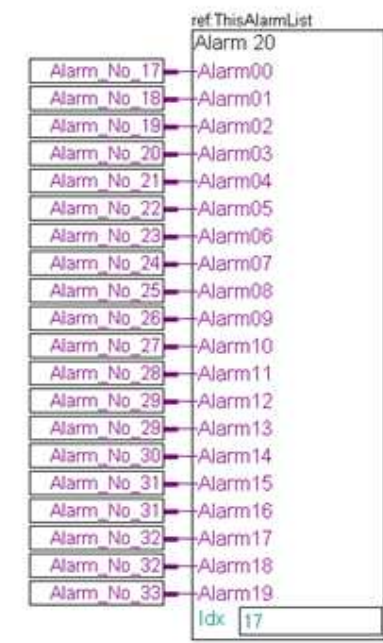 ref:ThisAlarmList
Alarm 20
Alarm_No_17 Alarm00
Alarm_No_18 Alarm01
Alarm_No_19 Alarm02
Alarm_No_20 Alarm03
Alarm_No_21 Alarm04
Alarm_No_22 Alarm05
Alarm_No_23 Alarm06
Alarm_No_24 Alarm07
Alarm_No_25 Alarm08
Alarm_No_26 Alarm09
Alarm_No_27 Alarm10
Alarm_No_28 Alarm11
Alarm_No_29 Alarm12
Alarm_No_29 Alarm13
Alarm_No_30 Alarm14
Alarm_No_31 Alarm15
Alarm_No_31 Alarm16
Alarm_No_32 Alarm17
Alarm_No_32 Alarm18
Alarm_No_33 Alarm19
Idx 17